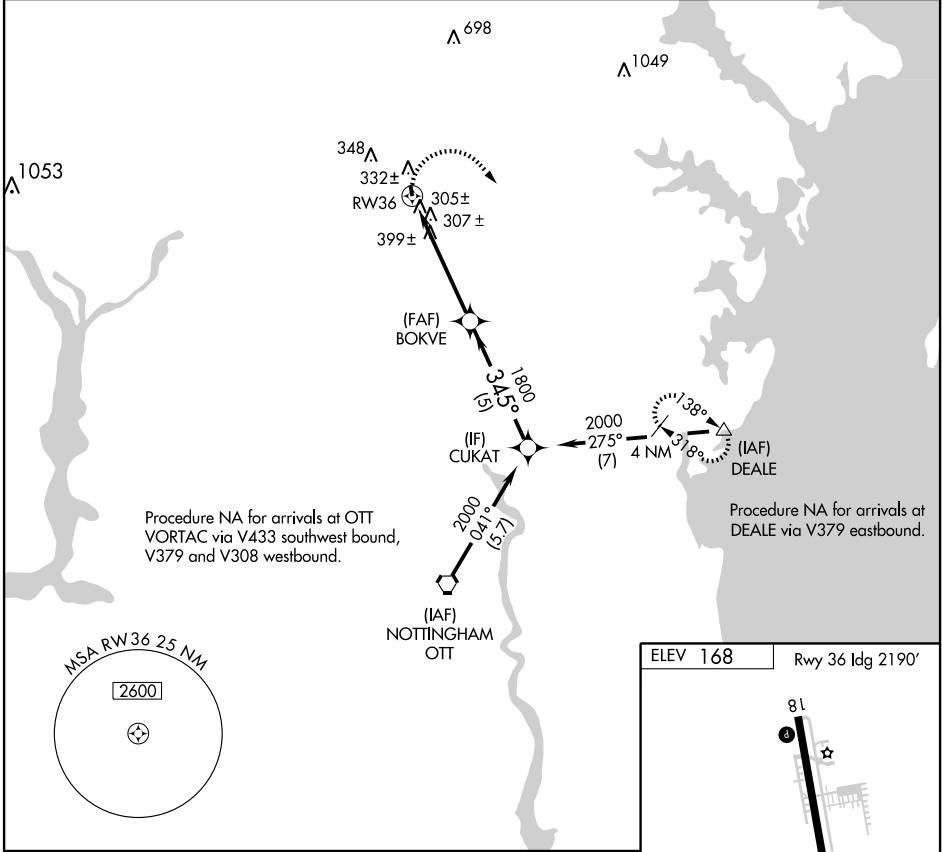 698
1049
1053
348
332±
RW36
305±
307 ±
399±
(FAF)
BOKVE
1800
345°
(5)
(IF)
CUKAT
2000
275°
(7)
4 NM
138°
318°
(IAF)
DEALE
Procedure NA for arrivals at
DEALE via V379 eastbound.
Procedure NA for arrivals at OTT
VORTAC via V433 southwest bound,
V379 and V308 westbound.
2000
041°
(5.7)
(IAF)
NOTTINGHAM
OTT
MSA RW36 25 NM
2600
ELEV 168
Rwy 36 ldg 2190’
18
P